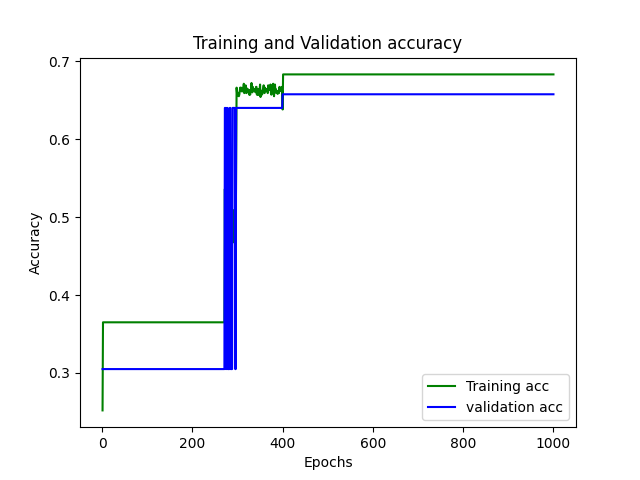 Training and Validation accuracy
0.7
0.6
0.5
0.4
0.3
Accuracy
Training acc
validation acc
0 200 400 600 800 1000
Epochs